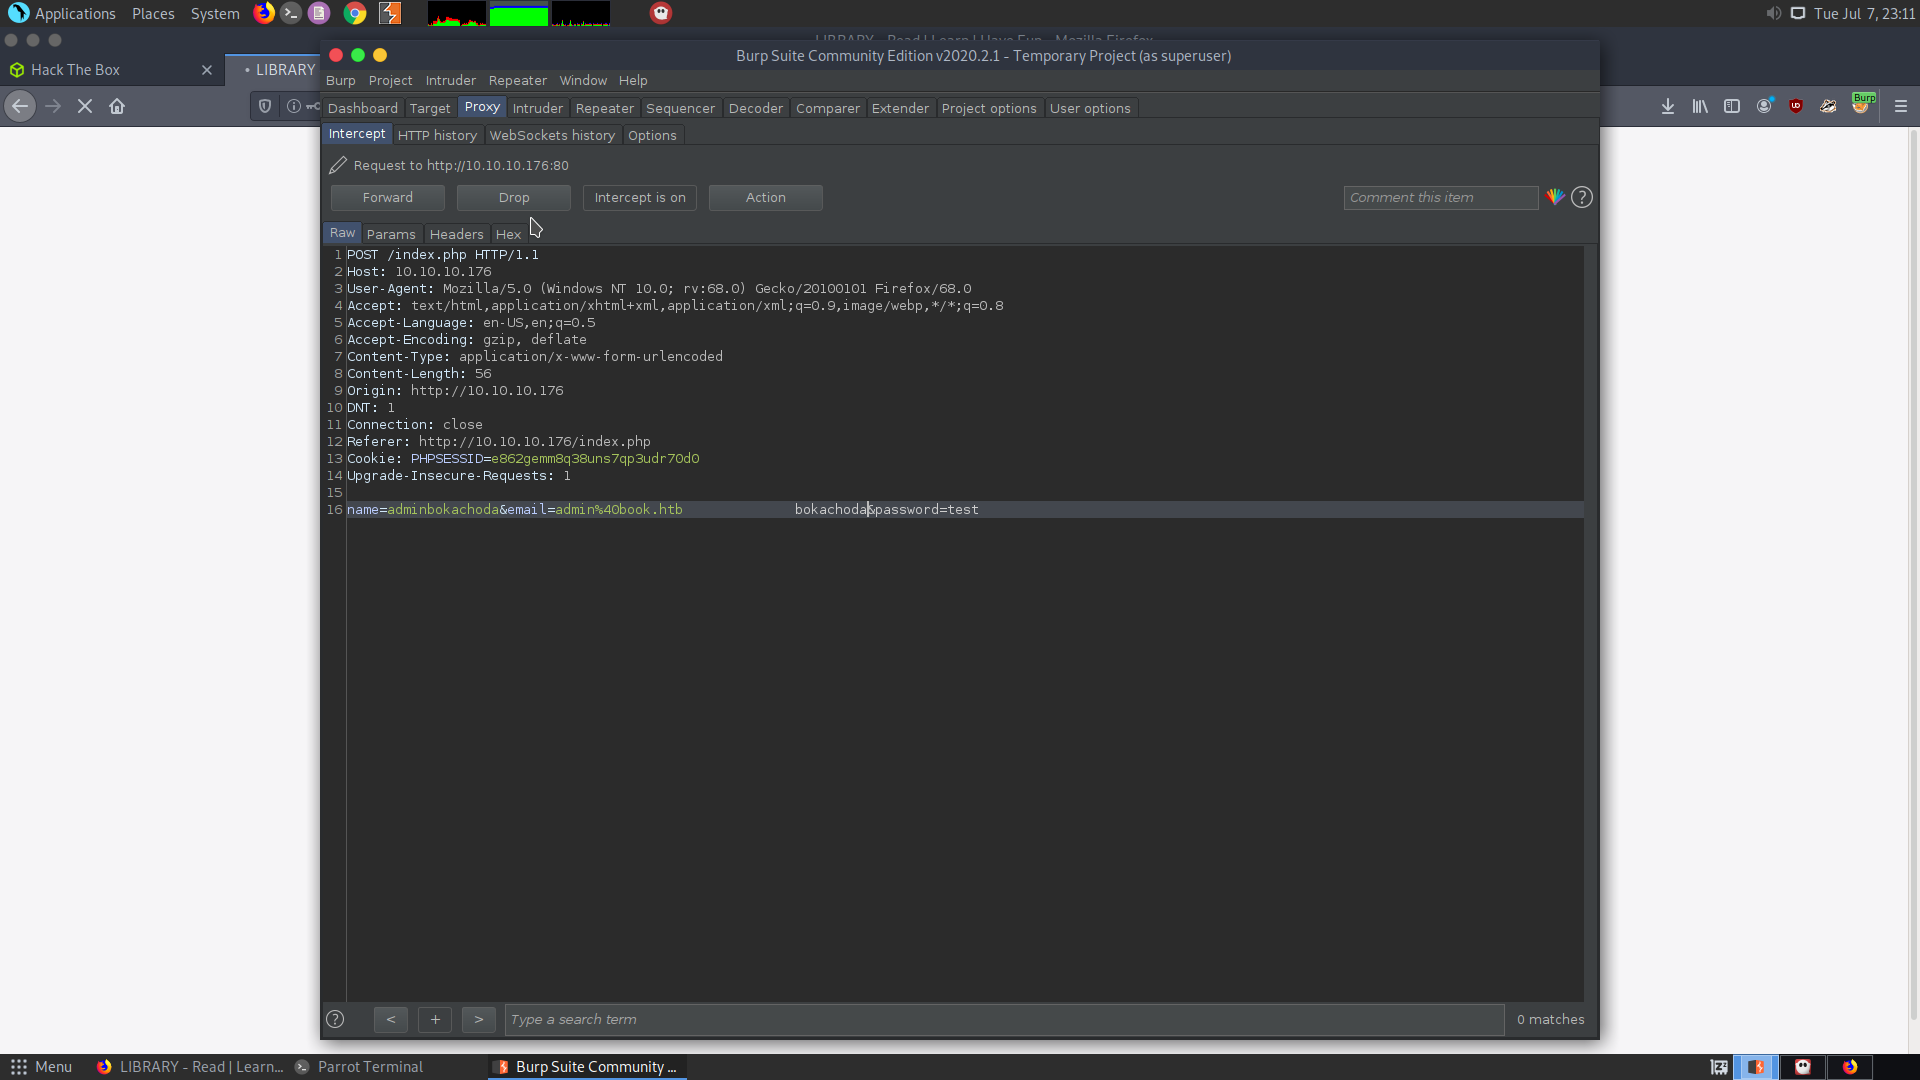 Applications Places System Tue Jul 7, 23:11
Hack The Box
LIBRARY
Burp Suite Community Edition v2020.2.1 - Temporary Project (as superuser)
Burp Project Intruder Repeater Window Help
Dashboard Target Proxy Intruder Repeater Sequencer Decoder Comparer Extender Project options User options
Burp
Intercept HTTP history WebSockets history Options
Request to http://10.10.10.176:80
Forward Drop Intercept is on Action Comment this item ?
Raw Params Headers Hex
1 POST /index.php HTTP/1.1
2 Host: 10.10.10.176
3 User-Agent: Mozilla/5.0 (Windows NT 10.0; rv:68.0) Gecko/20100101 Firefox/68.0
4 Accept: text/html,application/xhtml+xml,application/xml;q=0.9,image/webp,*/*;q=0.8
5 Accept-Language: en-US,en;q=0.5
6 Accept-Encoding: gzip, deflate
7 Content-Type: application/x-www-form-urlencoded
8 Content-Length: 56
9 Origin: http://10.10.10.176
10 DNT: 1
11 Connection: close
12 Referer: http://10.10.10.176/index.php
13 Cookie: PHPSESSID=e862gemm8q38uns7qp3udr70d0
14 Upgrade-Insecure-Requests: 1
15
16 name=adminbokachoda&email=admin%40book.htb              bokachoda&password=test
? < + > Type a search term 0 matches
Menu LIBRARY - Read | Learn... Parrot Terminal Burp Suite Community ...